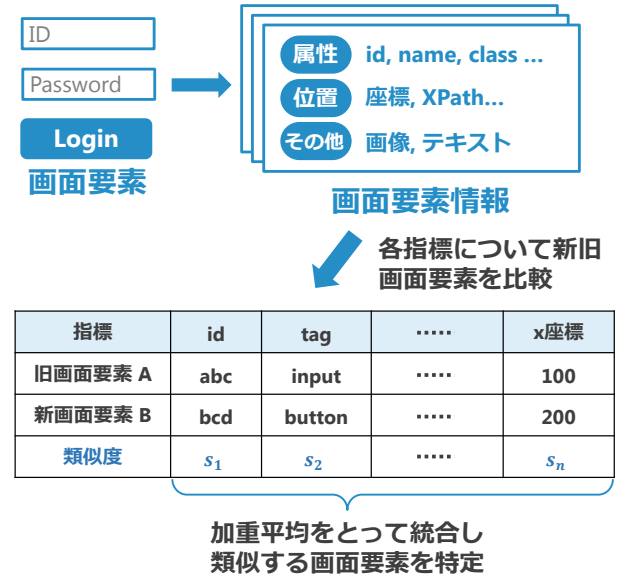 ID
Password
Login
画面要素
属性 id, name, class ...
位置 座標, XPath...
その他 画像, テキスト
画面要素情報
各指標について新旧
画面要素を比較
指標 id tag ..... x座標
旧画面要素 A abc input ..... 100
新画面要素 B bcd button ..... 200
類似度 s₁ s₂ ..... sₙ
加重平均をとって統合し
類似する画面要素を特定